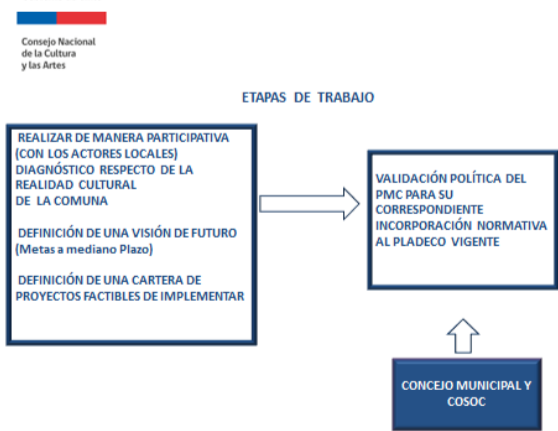 Consejo Nacional
de la Cultura
y las Artes
ETAPAS DE TRABAJO
REALIZAR DE MANERA PARTICIPATIVA
(CON LOS ACTORES LOCALES)
DIAGNÓSTICO RESPECTO DE LA
REALIDAD CULTURAL
DE LA COMUNA
DEFINICIÓN DE UNA VISIÓN DE FUTURO
(Metas a mediano Plazo)
DEFINICIÓN DE UNA CARTERA DE
PROYECTOS FACTIBLES DE IMPLEMENTAR
VALIDACIÓN POLÍTICA DEL
PMC PARA SU
CORRESPONDIENTE
INCORPORACIÓN NORMATIVA
AL PLADECO VIGENTE
CONCEJO MUNICIPAL Y
COSOC